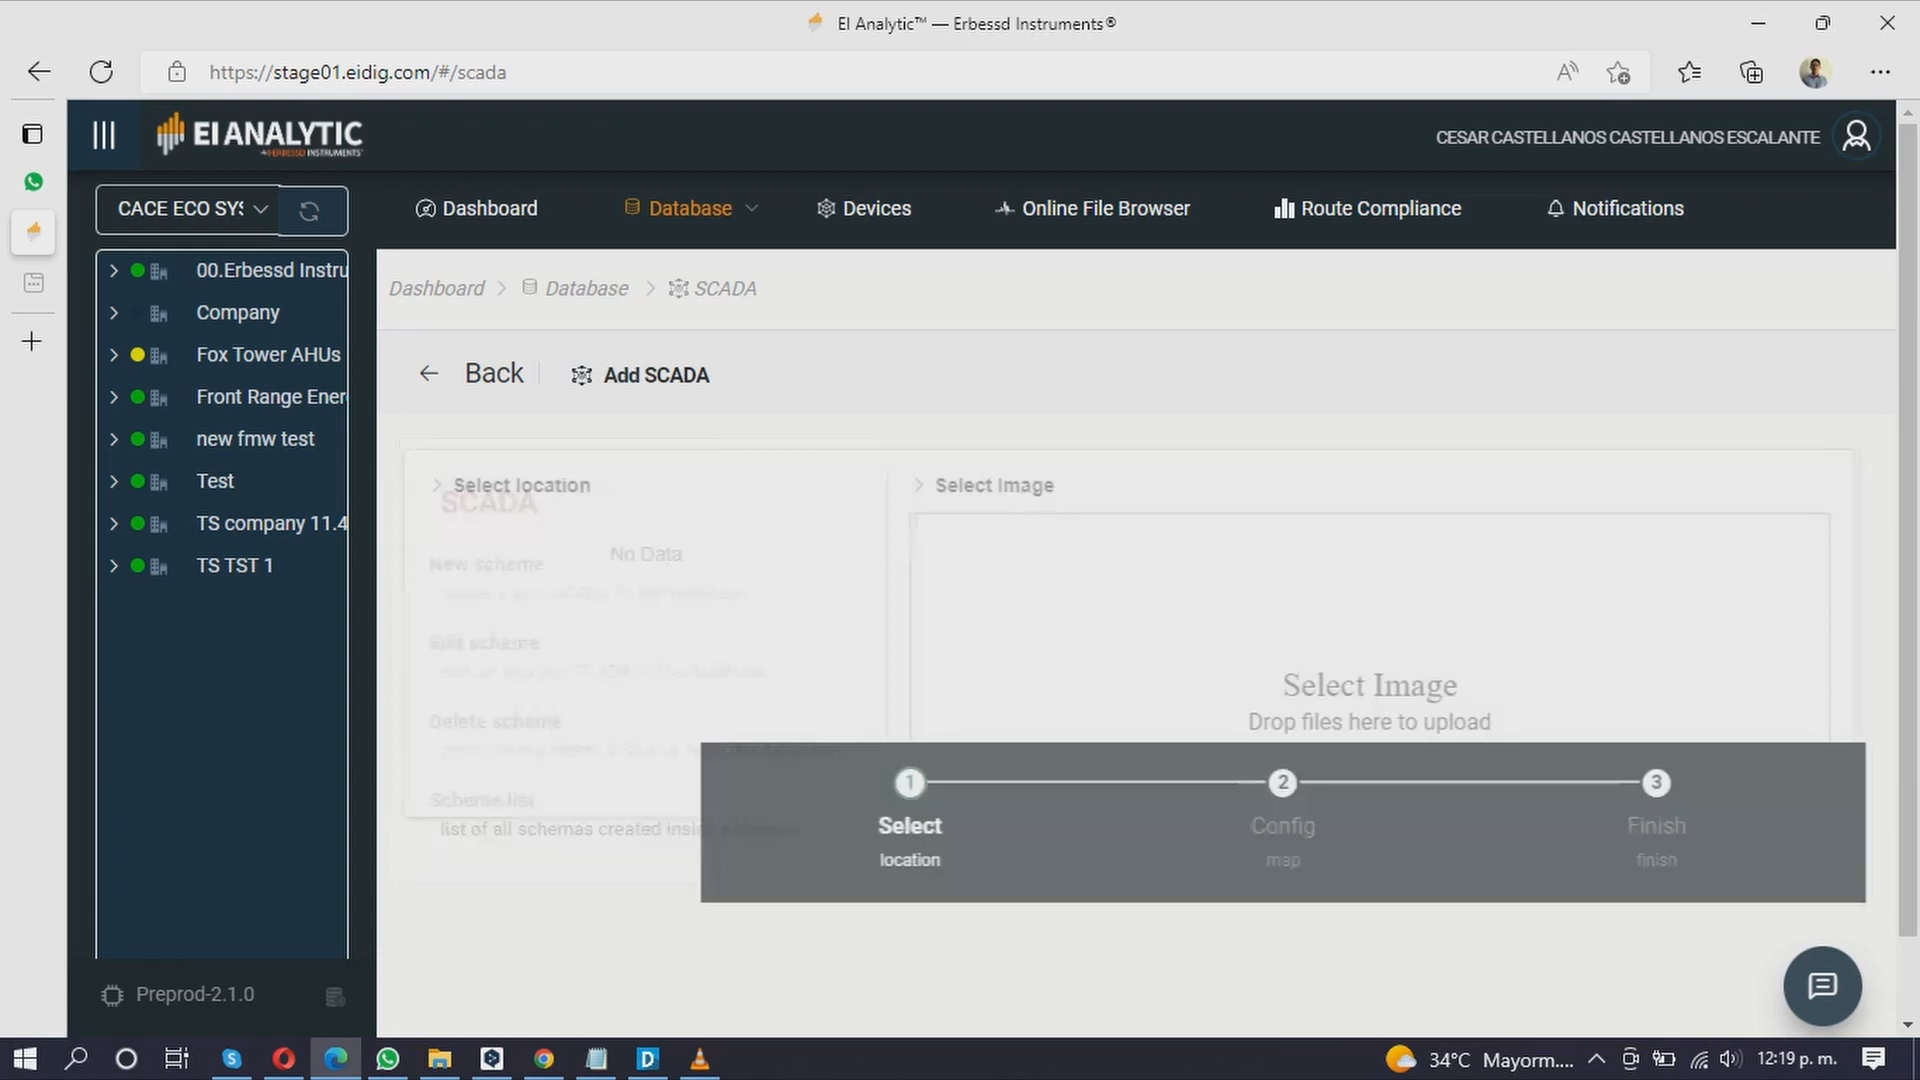 EI Analytic™ — Erbessd Instruments®
https://stage01.eidig.com/#/scada
EI ANALYTIC
ERBESSD INSTRUMENTS
CESAR CASTELLANOS CASTELLANOS ESCALANTE
CACE ECO SYS
Dashboard
Database
Devices
Online File Browser
Route Compliance
Notifications
00.Erbessd Instru
Company
Fox Tower AHUs
Front Range Ener
new fmw test
Test
TS company 11.4
TS TST 1
Dashboard > Database > SCADA
Back
Add SCADA
Select location
SCADA
No Data
New scheme
Edit scheme
Delete scheme
Scheme list
list of all schemas created insi
Select Image
Select Image
Drop files here to upload
1
2
3
Select
Config
Finish
location
map
finish
Preprod-2.1.0
34°C Mayorm....
12:19 p. m.